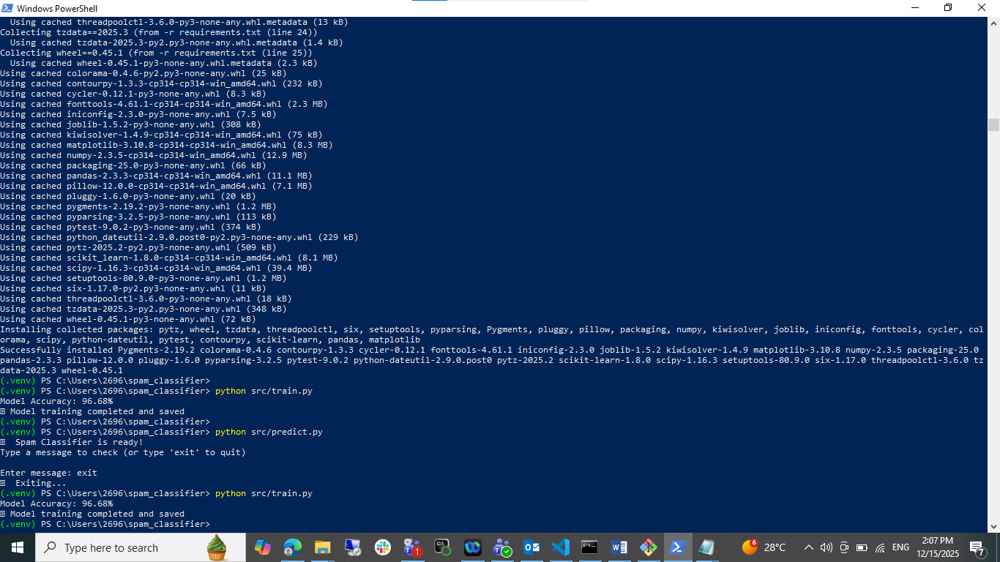 Windows PowerShell
  Using cached threadpoolctl-3.6.0-py3-none-any.whl.metadata (13 kB)
Collecting tzdata==2025.3 (from -r requirements.txt (line 24))
  Using cached tzdata-2025.3-py2.py3-none-any.whl.metadata (1.4 kB)
Collecting wheel==0.45.1 (from -r requirements.txt (line 25))
  Using cached wheel-0.45.1-py3-none-any.whl.metadata (2.3 kB)
Using cached colorama-0.4.6-py2.py3-none-any.whl (25 kB)
Using cached contourpy-1.3.3-cp314-cp314-win_amd64.whl (232 kB)
Using cached cycler-0.12.1-py3-none-any.whl (8.3 kB)
Using cached fonttools-4.61.1-cp314-cp314-win_amd64.whl (2.3 MB)
Using cached iniconfig-2.3.0-py3-none-any.whl (7.5 kB)
Using cached joblib-1.5.2-py3-none-any.whl (308 kB)
Using cached kiwisolver-1.4.9-cp314-cp314-win_amd64.whl (75 kB)
Using cached matplotlib-3.10.8-cp314-cp314-win_amd64.whl (8.3 MB)
Using cached numpy-2.3.5-cp314-cp314-win_amd64.whl (12.9 MB)
Using cached packaging-25.0-py3-none-any.whl (66 kB)
Using cached pandas-2.3.3-cp314-cp314-win_amd64.whl (11.1 MB)
Using cached pillow-12.0.0-cp314-cp314-win_amd64.whl (7.1 MB)
Using cached pluggy-1.6.0-py3-none-any.whl (20 kB)
Using cached pygments-2.19.2-py3-none-any.whl (1.2 MB)
Using cached pyparsing-3.2.5-py3-none-any.whl (113 kB)
Using cached pytest-9.0.2-py3-none-any.whl (374 kB)
Using cached python_dateutil-2.9.0.post0-py2.py3-none-any.whl (229 kB)
Using cached pytz-2025.2-py2.py3-none-any.whl (509 kB)
Using cached scikit_learn-1.8.0-cp314-cp314-win_amd64.whl (8.1 MB)
Using cached scipy-1.16.3-cp314-cp314-win_amd64.whl (39.4 MB)
Using cached setuptools-80.9.0-py3-none-any.whl (1.2 MB)
Using cached six-1.17.0-py2.py3-none-any.whl (11 kB)
Using cached threadpoolctl-3.6.0-py3-none-any.whl (18 kB)
Using cached tzdata-2025.3-py2.py3-none-any.whl (348 kB)
Using cached wheel-0.45.1-py3-none-any.whl (72 kB)
Installing collected packages: pytz, wheel, tzdata, threadpoolctl, six, setuptools, pyparsing, Pygments, pluggy, pillow, packaging, numpy, kiwisolver, joblib, iniconfig, fonttools, cycler, col
orama, scipy, python-dateutil, pytest, contourpy, scikit-learn, pandas, matplotlib
Successfully installed Pygments-2.19.2 colorama-0.4.6 contourpy-1.3.3 cycler-0.12.1 fonttools-4.61.1 iniconfig-2.3.0 joblib-1.5.2 kiwisolver-1.4.9 matplotlib-3.10.8 numpy-2.3.5 packaging-25.0
pandas-2.3.3 pillow-12.0.0 pluggy-1.6.0 pyparsing-3.2.5 pytest-9.0.2 python-dateutil-2.9.0.post0 pytz-2025.2 scikit-learn-1.8.0 scipy-1.16.3 setuptools-80.9.0 six-1.17.0 threadpoolctl-3.6.0 tz
data-2025.3 wheel-0.45.1
(.venv) PS C:\Users\2696\spam_classifier>
(.venv) PS C:\Users\2696\spam_classifier> python src/train.py
Model Accuracy: 96.68%
Model training completed and saved
(.venv) PS C:\Users\2696\spam_classifier>
(.venv) PS C:\Users\2696\spam_classifier> python src/predict.py
Spam Classifier is ready!
Type a message to check (or type 'exit' to quit)
Enter message: exit
Exiting...
(.venv) PS C:\Users\2696\spam_classifier> python src/train.py
Model Accuracy: 96.68%
Model training completed and saved
(.venv) PS C:\Users\2696\spam_classifier>
Type here to search
1
6
28°C
ENG
2:07 PM
12/15/2025
7